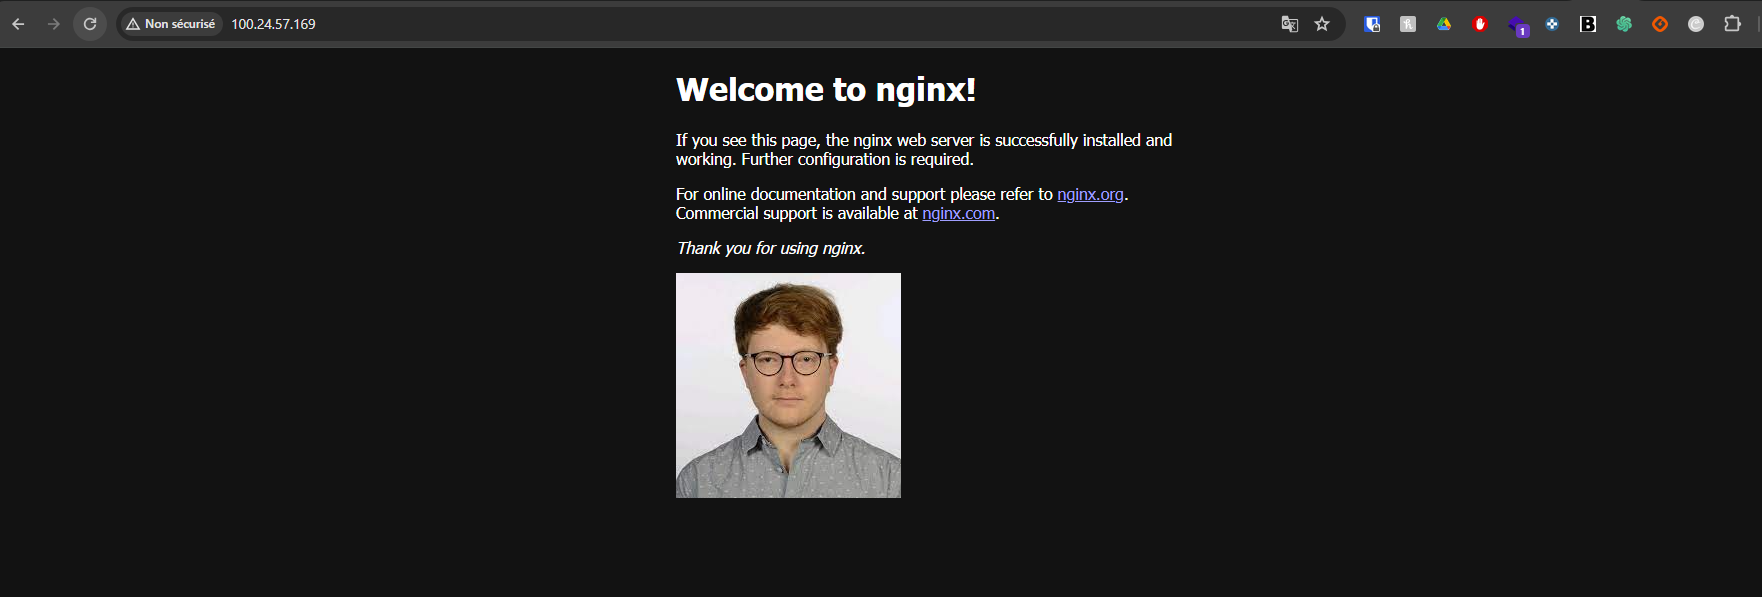 Non sécurisé 100.24.57.169
1
B
Welcome to nginx!
If you see this page, the nginx web server is successfully installed and
working. Further configuration is required.
For online documentation and support please refer to nginx.org.
Commercial support is available at nginx.com.
Thank you for using nginx.